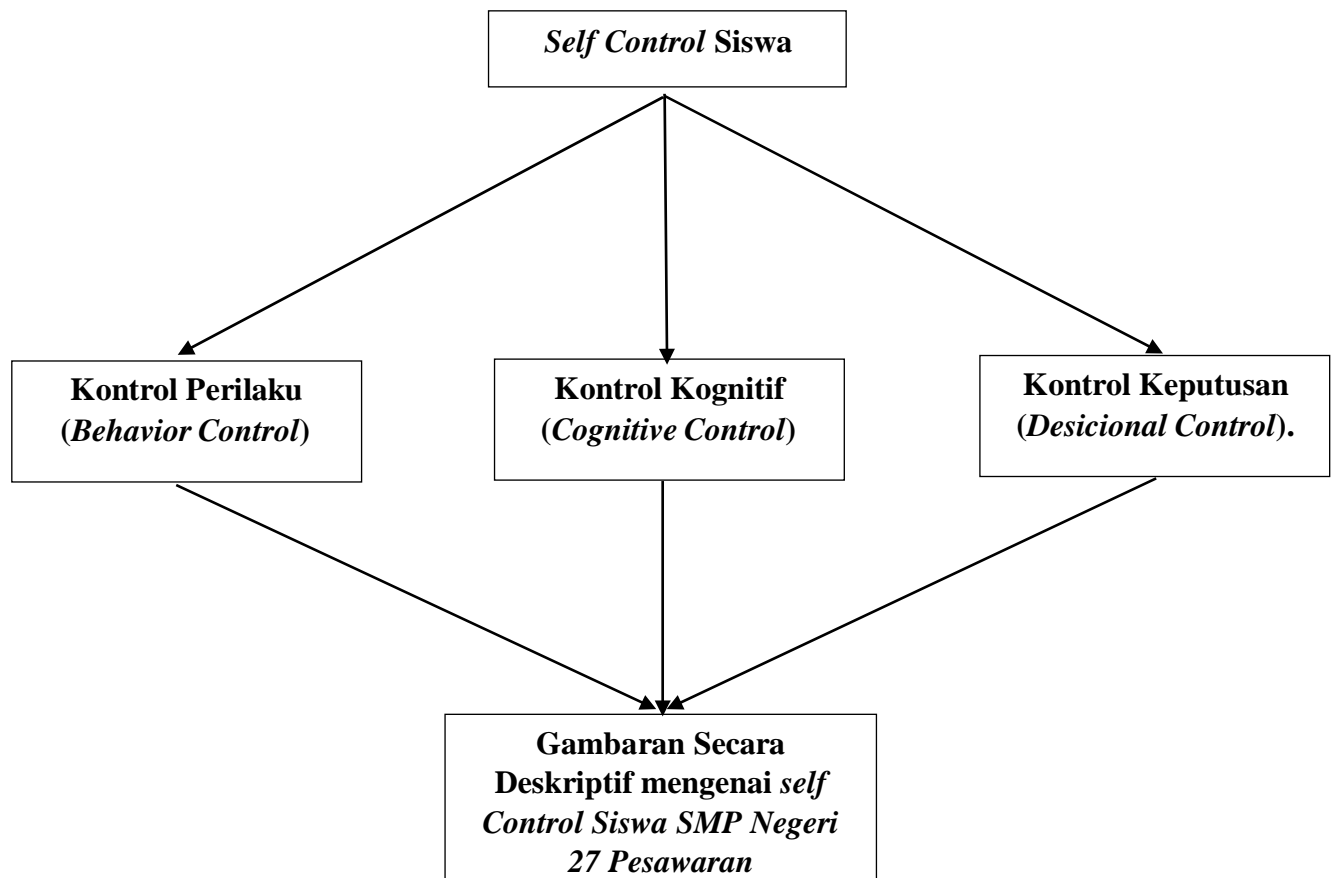 Self Control Siswa
Kontrol Perilaku
(Behavior Control)
Kontrol Kognitif
(Cognitive Control)
Kontrol Keputusan
(Desicional Control).
Gambaran Secara
Deskriptif mengenai self
Control Siswa SMP Negeri
27 Pesawaran